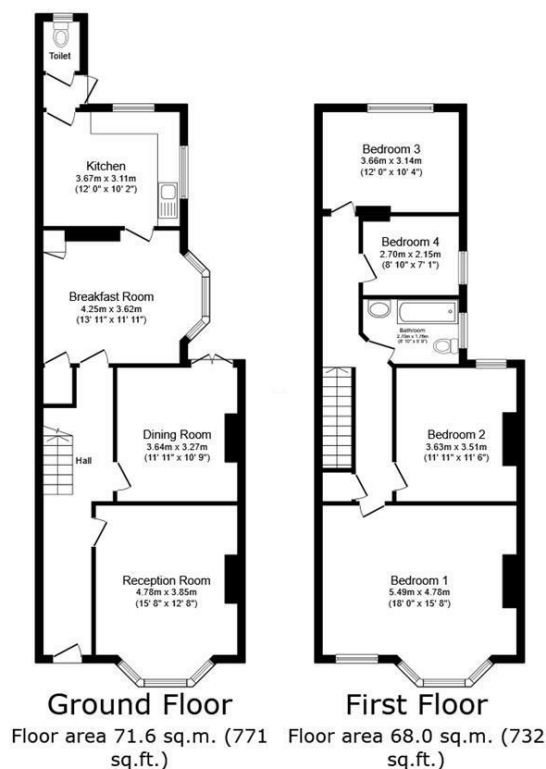 Toilet
Kitchen
3.67m x 3.11m
(12' 0" x 10' 2")
Breakfast Room
4.25m x 3.62m
(13' 11" x 11' 11")
Dining Room
3.64m x 3.27m
(11' 11" x 10' 9")
Hall
Reception Room
4.78m x 3.85m
(15' 8" x 12' 8")
Ground Floor
Floor area 71.6 sq.m. (771
sq.ft.)
Bedroom 3
3.66m x 3.14m
(12' 0" x 10' 4")
Bedroom 4
2.70m x 2.15m
(8' 10" x 7' 1")
Bathroom
Bedroom 2
3.63m x 3.51m
(11' 11" x 11' 6")
Bedroom 1
5.49m x 4.78m
(18' 0" x 15' 8")
First Floor
Floor area 68.0 sq.m. (732
sq.ft.)